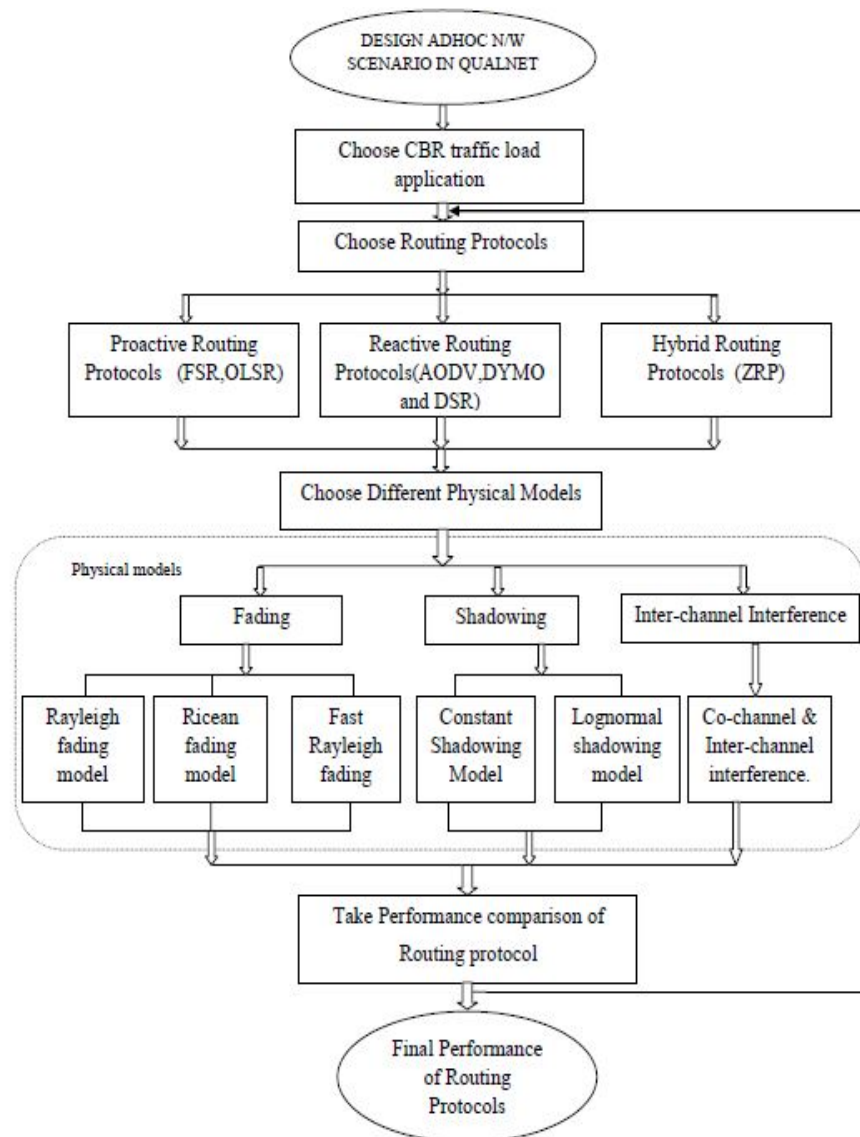 DESIGN ADHOC N/W
SCENARIO IN QUALNET
Choose CBR traffic load
application
Choose Routing Protocols
Proactive Routing
Protocols (FSR,OLSR)
Reactive Routing
Protocols(AODV,DYMO
and DSR)
Hybrid Routing
Protocols (ZRP)
Choose Different Physical Models
Physical models
Fading
Shadowing
Inter-channel Interference
Rayleigh
fading
model
Ricean
fading
model
Fast
Rayleigh
fading
Constant
Shadowing
Model
Lognormal
shadowing
model
Co-channel &
Inter-channel
interference.
Take Performance comparison of
Routing protocol
Final Performance
of Routing
Protocols